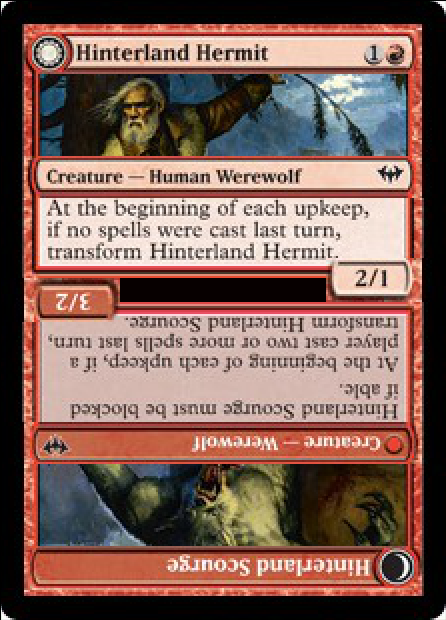 Hinterland Hermit
1
Creature — Human Werewolf
At the beginning of each upkeep,
if no spells were cast last turn,
transform Hinterland Hermit.
2/1
Hinterland Scourge
Creature — Werewolf
Hinterland Scourge must be blocked
if able.
At the beginning of each upkeep, if a
player cast two or more spells last turn,
transform Hinterland Scourge.
3/2